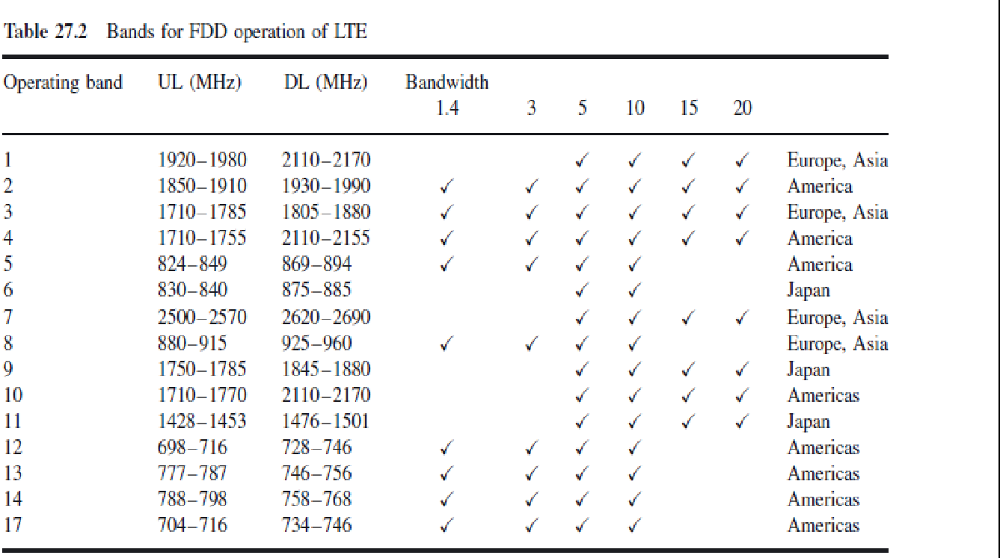 Table 27.2 Bands for FDD operation of LTE
Operating band UL (MHz) DL (MHz) Bandwidth
1.4 3 5 10 15 20
1 1920–1980 2110–2170 ✓ ✓ ✓ ✓ Europe, Asia
2 1850–1910 1930–1990 ✓ ✓ ✓ ✓ ✓ ✓ America
3 1710–1785 1805–1880 ✓ ✓ ✓ ✓ ✓ ✓ Europe, Asia
4 1710–1755 2110–2155 ✓ ✓ ✓ ✓ ✓ ✓ America
5 824–849 869–894 ✓ ✓ ✓ ✓ America
6 830–840 875–885 ✓ ✓ Japan
7 2500–2570 2620–2690 ✓ ✓ ✓ ✓ Europe, Asia
8 880–915 925–960 ✓ ✓ ✓ ✓ Europe, Asia
9 1750–1785 1845–1880 ✓ ✓ ✓ ✓ Japan
10 1710–1770 2110–2170 ✓ ✓ ✓ ✓ Americas
11 1428–1453 1476–1501 ✓ ✓ ✓ ✓ Japan
12 698–716 728–746 ✓ ✓ ✓ ✓ Americas
13 777–787 746–756 ✓ ✓ ✓ ✓ Americas
14 788–798 758–768 ✓ ✓ ✓ ✓ Americas
17 704–716 734–746 ✓ ✓ ✓ ✓ Americas